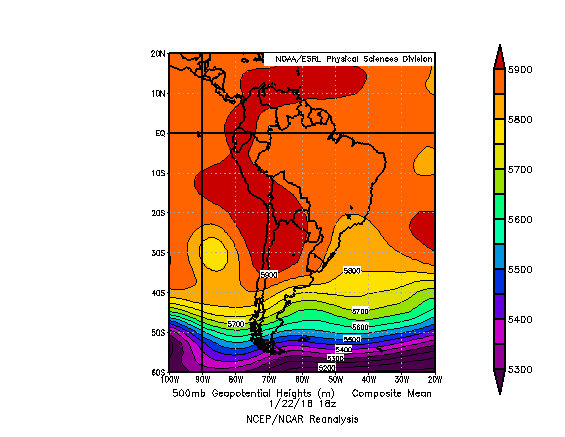 NOAA/ESRL Physical Sciences Division
20N
10N
EQ
10S
20S
30S
40S
50S
60S
100W 90W 80W 70W 60W 50W 40W 30W 20W
5900
5800
5700
5700
5600
5500
5400
5300
5200
5900
5800
5700
5600
5500
5400
5300
500mb Geopotential Heights (m) Composite Mean
1/22/18 18z
NCEP/NCAR Reanalysis